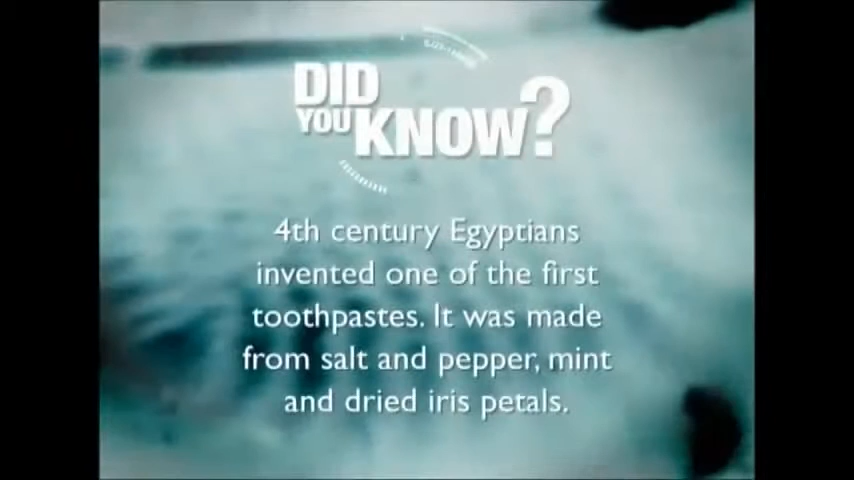 DID
YOU KNOW?
4th century Egyptians
invented one of the first
toothpastes. It was made
from salt and pepper, mint
and dried iris petals.